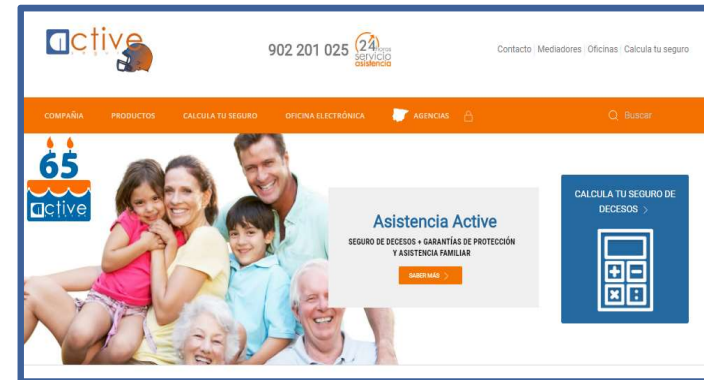 active
seguros
902 201 025
24 horas
servicio
asistencia
Contacto | Mediadores | Oficinas | Calcula tu seguro
COMPAÑIA PRODUCTOS CALCULA TU SEGURO OFICINA ELECTRÓNICA AGENCIAS Buscar
65
active
Asistencia Active
SEGURO DE DECESOS + GARANTÍAS DE PROTECCIÓN
Y ASISTENCIA FAMILIAR
SABER MÁS >
CALCULA TU SEGURO DE
DECESOS >